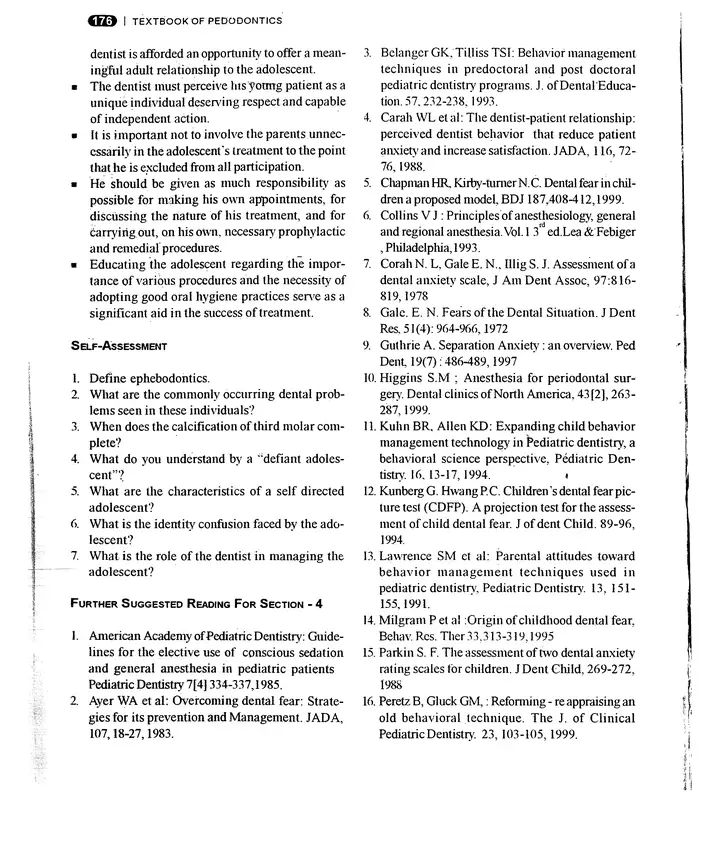 176 | TEXTBOOK OF PEDODONTICS
dentist is afforded an opportunity to offer a mean-
ingful adult relationship to the adolescent.
■ The dentist must perceive his yotmg patient as a
unique individual deserving respect and capable
of independent action.
■ It is important not to involve the parents unnec-
essarily in the adolescent's treatment to the point
that he is excluded from all participation.
■ He should be given as much responsibility as
possible for making his own appointments, for
discussing the nature of his treatment, and for
carrying out, on his own, necessary prophylactic
and remedial procedures.
■ Educating the adolescent regarding the impor-
tance of various procedures and the necessity of
adopting good oral hygiene practices serve as a
significant aid in the success of treatment.
SELF-ASSESSMENT
1. Define ephebodontics.
2. What are the commonly occurring dental prob-
lems seen in these individuals?
3. When does the calcification of third molar com-
plete?
4. What do you understand by a "defiant adoles-
cent"?
5. What are the characteristics of a self directed
adolescent?
6. What is the identity confusion faced by the ado-
lescent?
7. What is the role of the dentist in managing the
adolescent?
FURTHER SUGGESTED READING FOR SECTION - 4
1. American Academy of Pediatric Dentistry: Guide-
lines for the elective use of conscious sedation
and general anesthesia in pediatric patients
Pediatric Dentistry 7[4] 334-337,1985.
2. Ayer WA et al: Overcoming dental fear: Strate-
gies for its prevention and Management. JADA,
107, 18-27, 1983.
3. Belanger GK, Tilliss TSI: Behavior management
techniques in predoctoral and post doctoral
pediatric dentistry programs. J. of Dental Educa-
tion. 57, 232-238, 1993.
4. Carah WL et al: The dentist-patient relationship:
perceived dentist behavior that reduce patient
anxiety and increase satisfaction. JADA, 116, 72-
76, 1988.
5. Chapman HR, Kirby-turner N.C. Dental fear in chil-
dren a proposed model, BDJ 187,408-412,1999.
6. Collins V J : Principles of anesthesiology, general
and regional anesthesia. Vol. 1 3rd ed.Lea & Febiger
, Philadelphia,1993.
7. Corah N. L, Gale E. N., Illig S. J. Assessment of a
dental anxiety scale, J Am Dent Assoc, 97:816-
819, 1978
8. Gale. E. N. Fears of the Dental Situation. J Dent
Res, 51(4): 964-966, 1972
9. Guthrie A. Separation Anxiety : an overview. Ped
Dent, 19(7) : 486-489, 1997
10. Higgins S.M ; Anesthesia for periodontal sur-
gery. Dental clinics of North America, 43[2], 263-
287, 1999.
11. Kuhn BR, Allen KD: Expanding child behavior
management technology in Pediatric dentistry, a
behavioral science perspective, Pédiatric Den-
tistry. 16, 13-17, 1994.
12. Kunberg G. Hwang P.C. Children's dental fear pic-
ture test (CDFP). A projection test for the assess-
ment of child dental fear. J of dent Child. 89-96,
1994.
13. Lawrence SM et al: Parental attitudes toward
behavior management techniques used in
pediatric dentistry, Pediatric Dentistry. 13, 151-
155, 1991.
14. Milgram P et al :Origin of childhood dental fear,
Behav. Res. Ther 33,313-319,1995
15. Parkin S. F. The assessment of two dental anxiety
rating scales for children. J Dent Child, 269-272,
1988
16. Peretz B, Gluck GM, : Reforming - re appraising an
old behavioral technique. The J. of Clinical
Pediatric Dentistry. 23, 103-105, 1999.